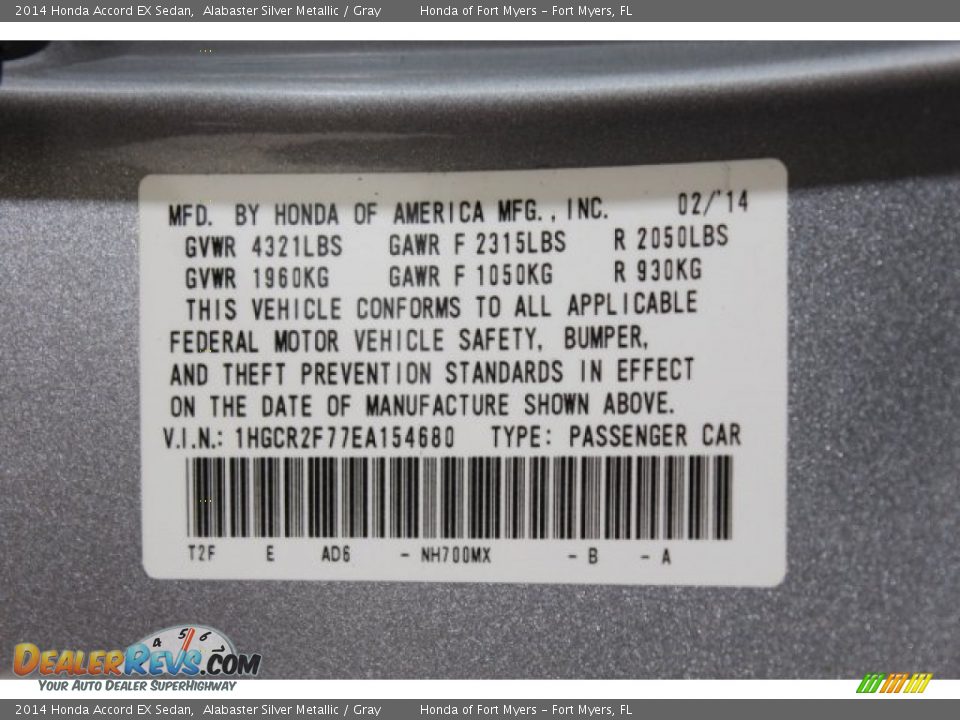 2014 Honda Accord EX Sedan,  Alabaster Silver Metallic / Gray    Honda of Fort Myers - Fort Myers, FL
MFD. BY HONDA OF AMERICA MFG., INC.    02/'14
GVWR 4321LBS    GAWR F 2315LBS    R 2050LBS
GVWR 1960KG    GAWR F 1050KG    R 930KG
THIS VEHICLE CONFORMS TO ALL APPLICABLE
FEDERAL MOTOR VEHICLE SAFETY, BUMPER,
AND THEFT PREVENTION STANDARDS IN EFFECT
ON THE DATE OF MANUFACTURE SHOWN ABOVE.
V.I.N.: 1HGCR2F77EA154680    TYPE: PASSENGER CAR
T2F    E    AD6    - NH700MX    - B    - A
4 5 6 7
DEALERREVS.COM
YOUR AUTO DEALER SUPERHIGHWAY
2014 Honda Accord EX Sedan,  Alabaster Silver Metallic / Gray    Honda of Fort Myers - Fort Myers, FL